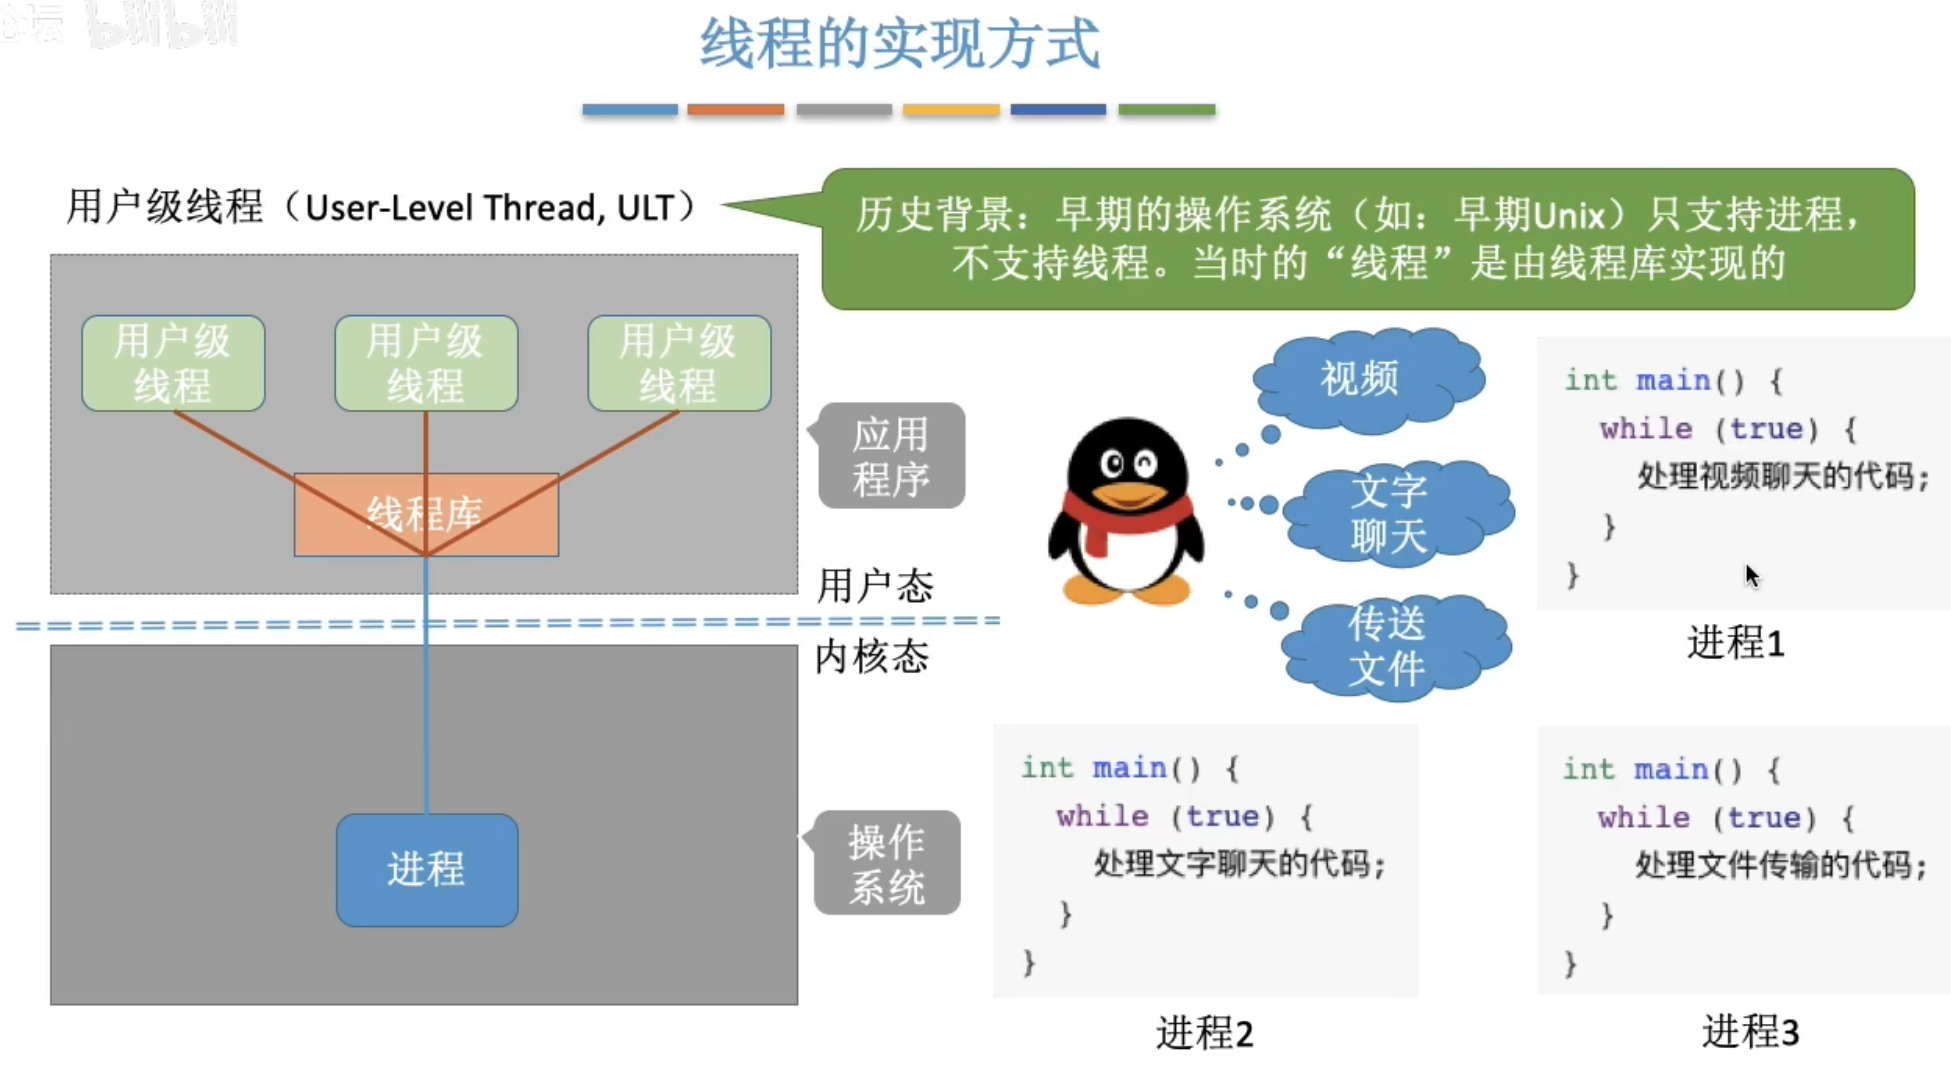 bilibili
线程的实现方式
用户级线程（User-Level Thread, ULT）
历史背景：早期的操作系统（如：早期Unix）只支持进程，
不支持线程。当时的“线程”是由线程库实现的
用户级
线程
用户级
线程
用户级
线程
线程库
应用
程序
用户态
内核态
进程
操作
系统
视频
文字
聊天
传送
文件
int main() {
while (true) {
处理视频聊天的代码;
}
}
进程1
int main() {
while (true) {
处理文字聊天的代码;
}
}
进程2
int main() {
while (true) {
处理文件传输的代码;
}
}
进程3